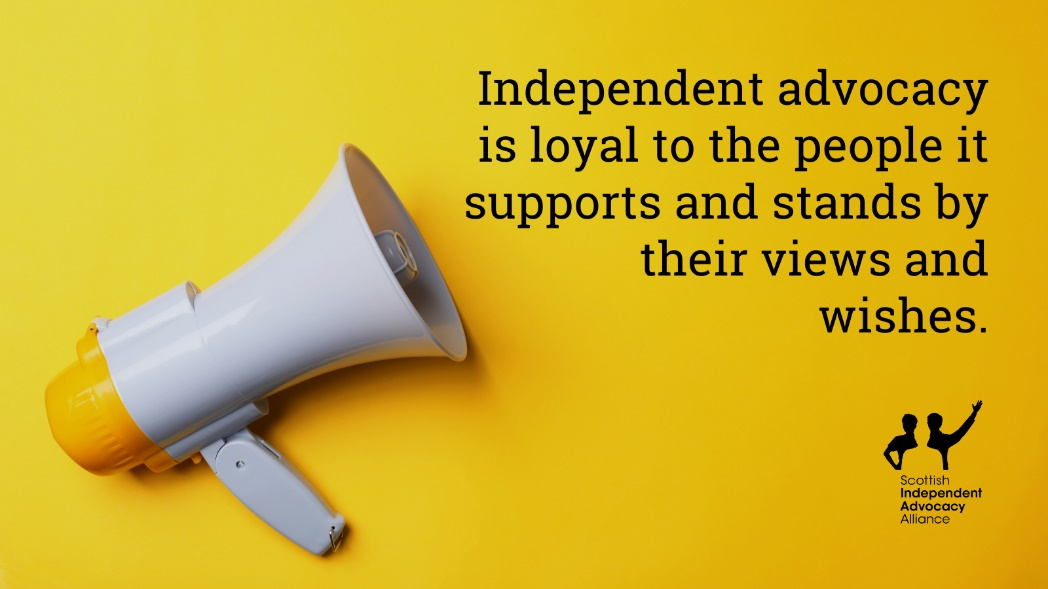 Independent advocacy
is loyal to the people it
supports and stands by
their views and
wishes.
Scottish
Independent
Advocacy
Alliance